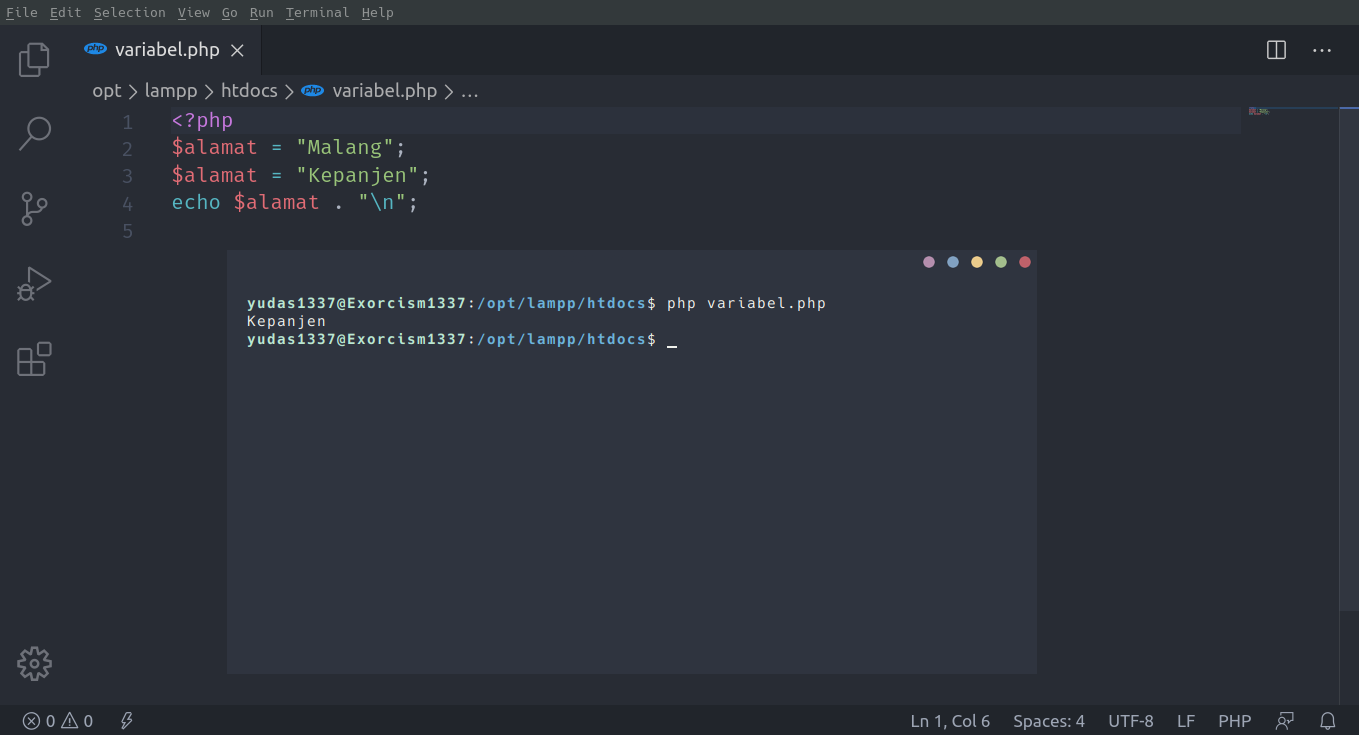 File Edit Selection View Go Run Terminal Help
php variabel.php
opt > lampp > htdocs > php variabel.php > ...
1 <?php
2 $alamat = "Malang";
3 $alamat = "Kepanjen";
4 echo $alamat . "\n";
5
yudas1337@Exorcism1337:/opt/lampp/htdocs$ php variabel.php
Kepanjen
yudas1337@Exorcism1337:/opt/lampp/htdocs$ _
0 0 Ln 1, Col 6 Spaces: 4 UTF-8 LF PHP